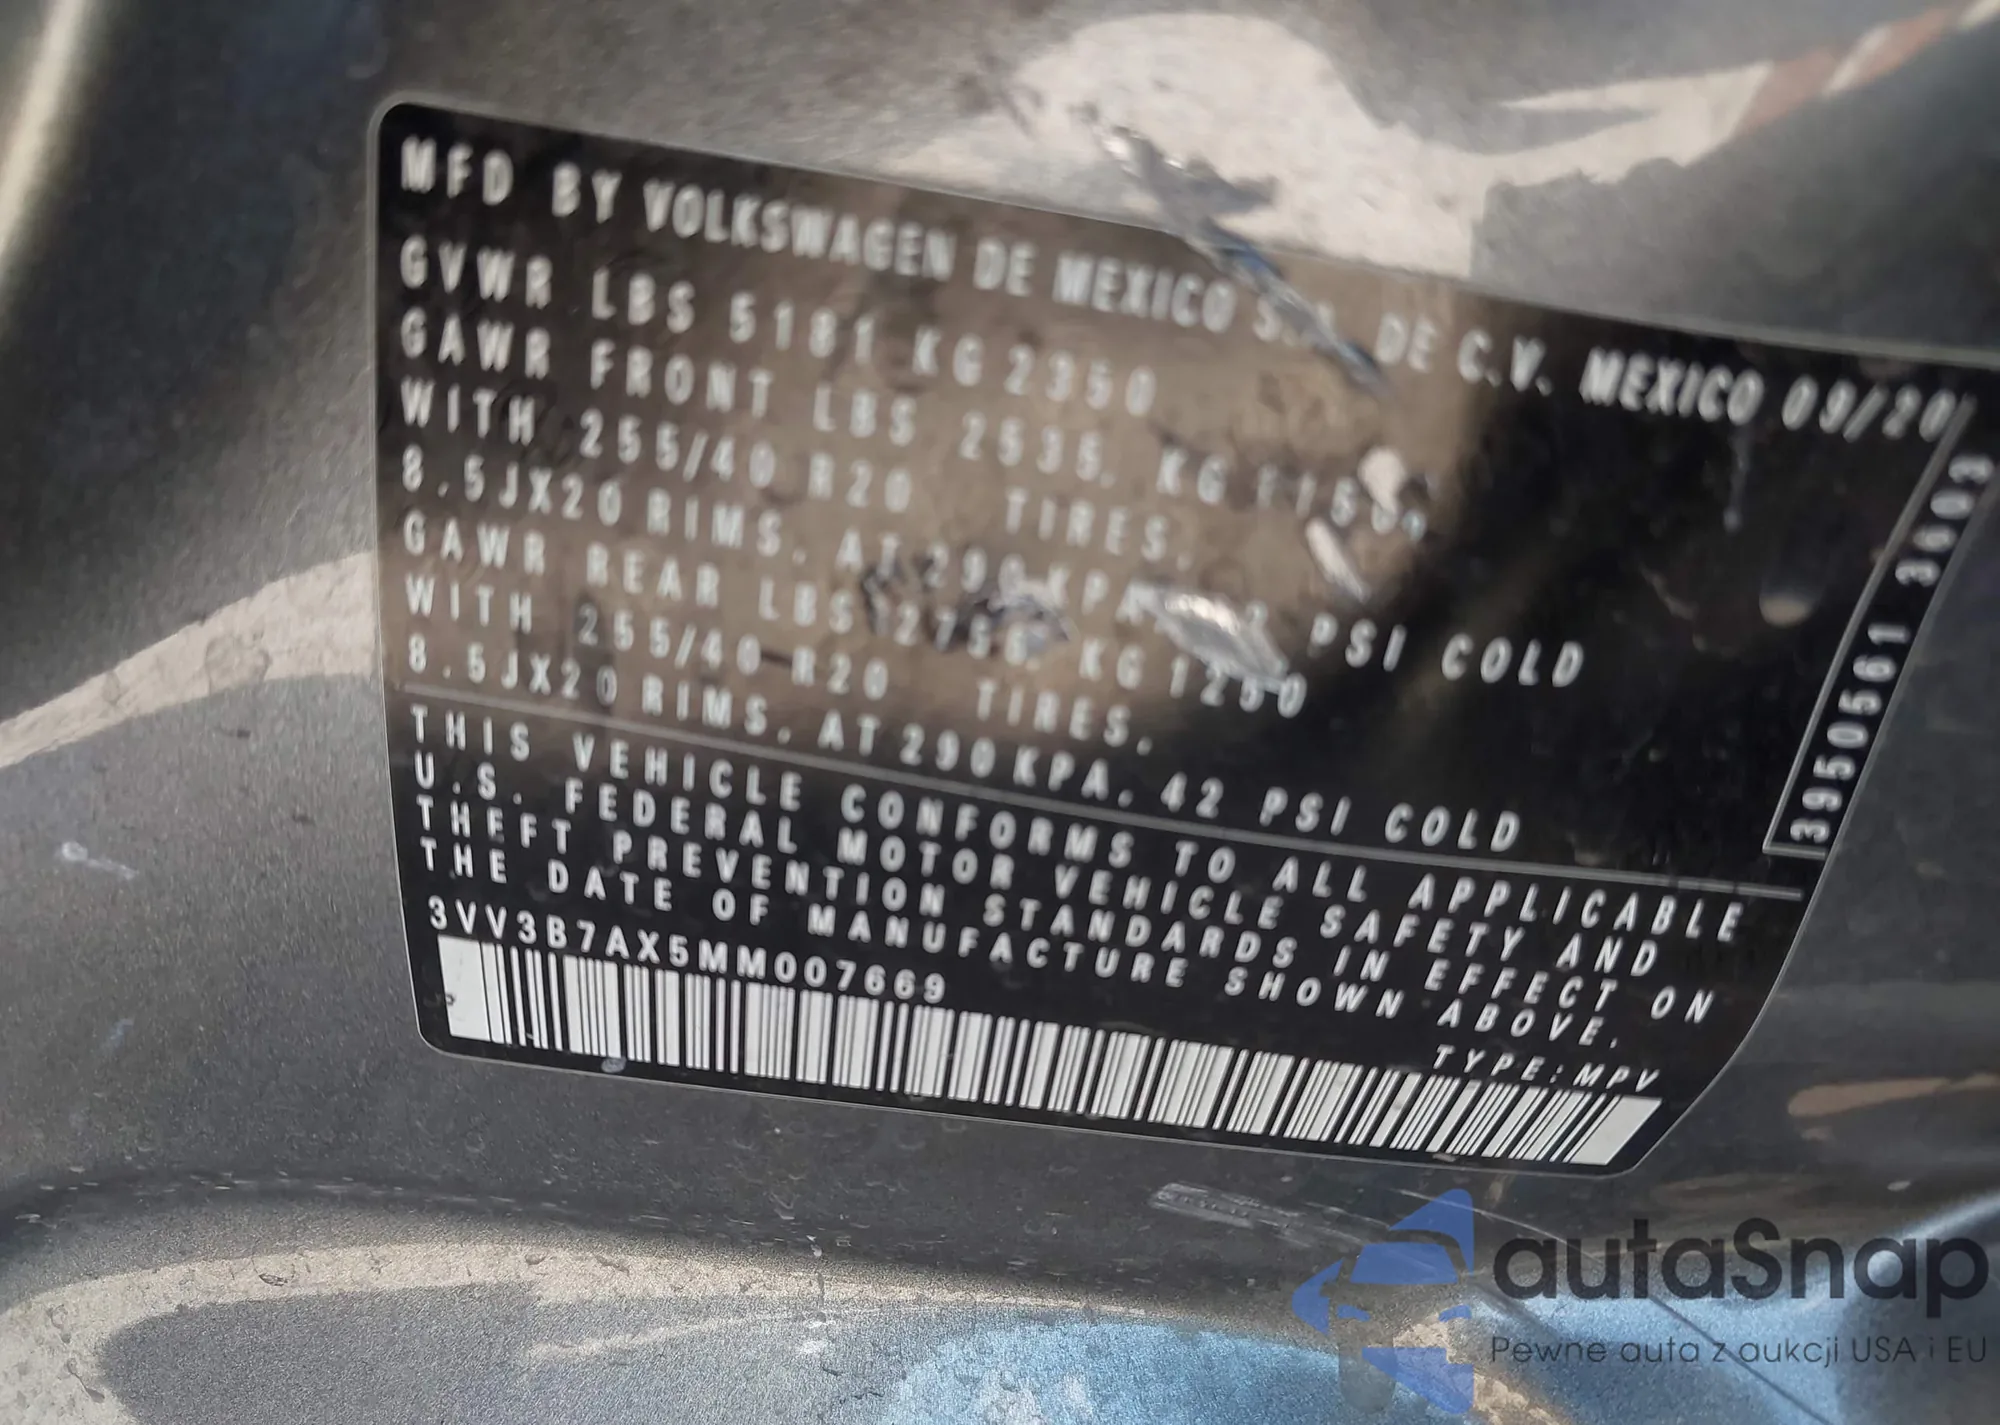 MFD BY VOLKSWAGEN DE MEXICO DE C.V. MEXICO 09/20
GVWR LBS 5181 KG 2350
GAWR FRONT LBS 2535, KG
WITH 255/40 R20 TIRES,
8.5JX20 RIMS, AT 290 KPA PSI COLD
GAWR REAR LBS 2756, KG 1250
WITH 255/40 R20 TIRES,
8.5JX20 RIMS, AT 290 KPA, 42 PSI COLD
THIS VEHICLE CONFORMS TO ALL APPLICABLE
U.S. FEDERAL MOTOR VEHICLE SAFETY AND
THEFT PREVENTION STANDARDS IN EFFECT ON
THE DATE OF MANUFACTURE SHOWN ABOVE.
3VV3B7AX5MM007669
TYPE:MPV
3950561 3603
autaSnap
Pewne auta z aukcji USA i EU